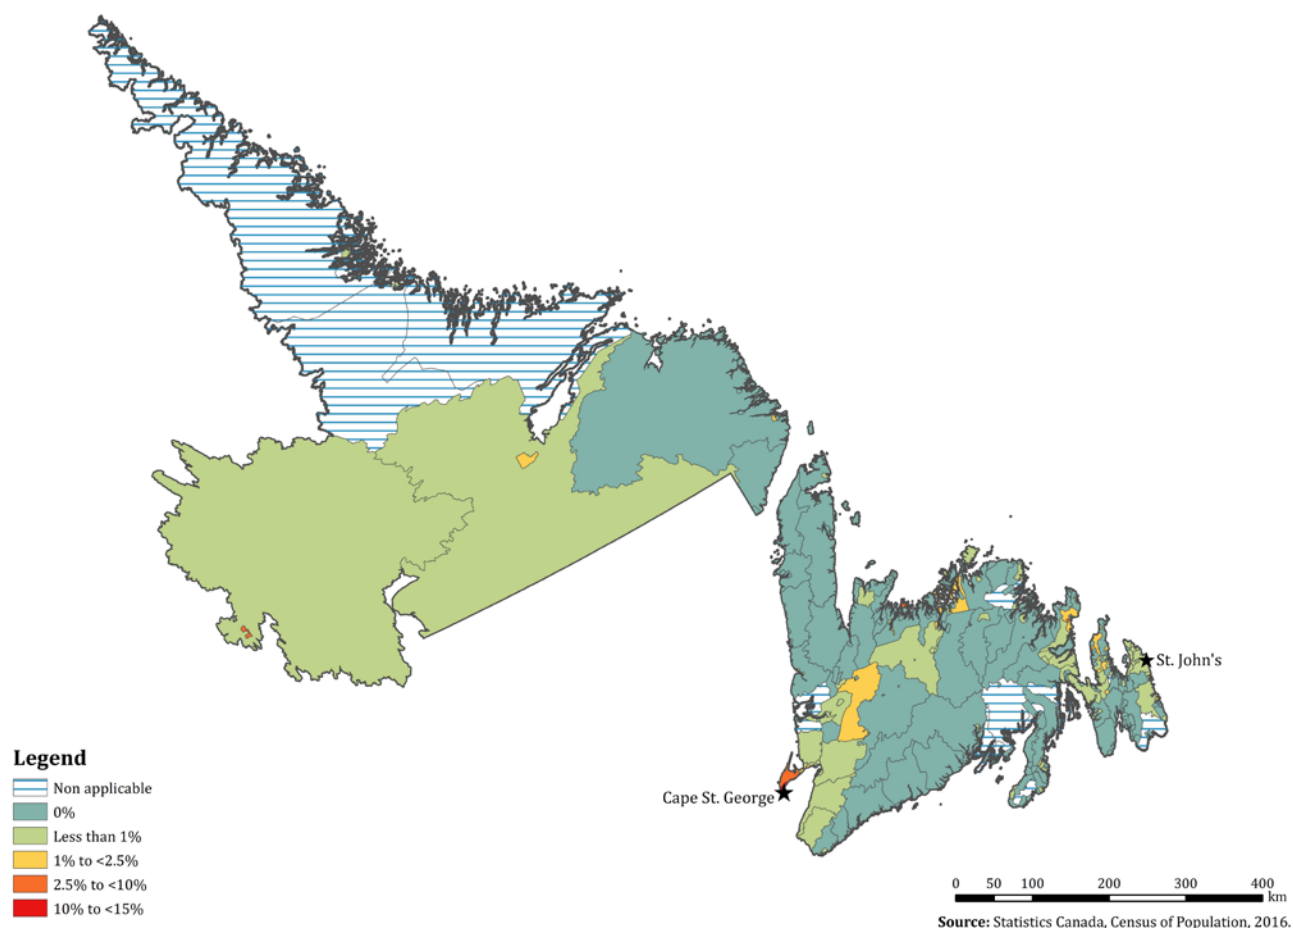 St. John's
Cape St. George
Legend
Non applicable
0%
Less than 1%
1% to <2.5%
2.5% to <10%
10% to <15%
0 50 100 200 300 400
km
Source: Statistics Canada, Census of Population, 2016.